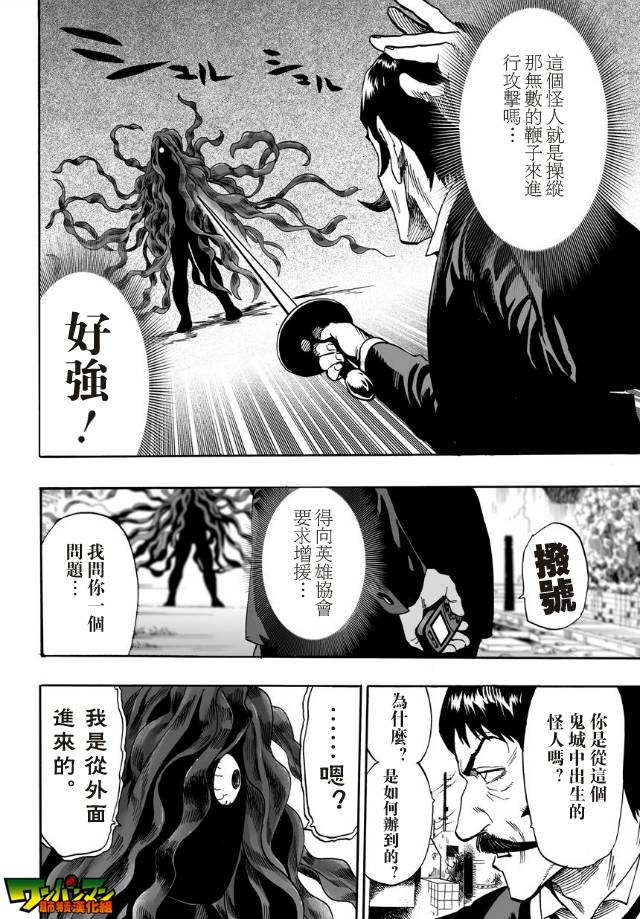 這個怪人就是操縱
那無數的鞭子來進
行攻擊嗎…
シュル
シュル
好強！
撥號
得向英雄協會
要求增援…
我問你一個
問題…
你是從這個
鬼城中出生的
怪人嗎？
為什麼？
是如何辦到的？
……嗯？
我是從外面
進來的。
ワンパンマン